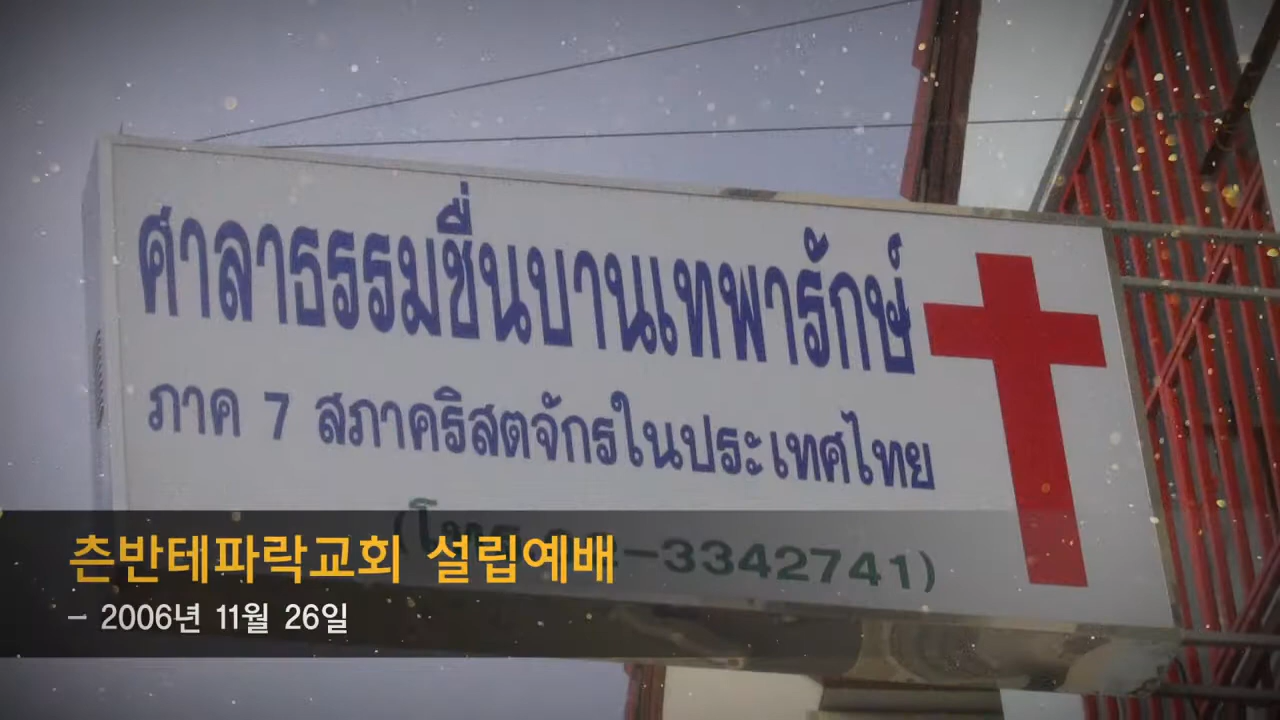 ศาลาธรรมชื่นบานเทพารักษ์
ภาค 7 สภาคริสตจักรในประเทศไทย
-3342741)
츤반테파락교회 설립예배
- 2006년 11월 26일